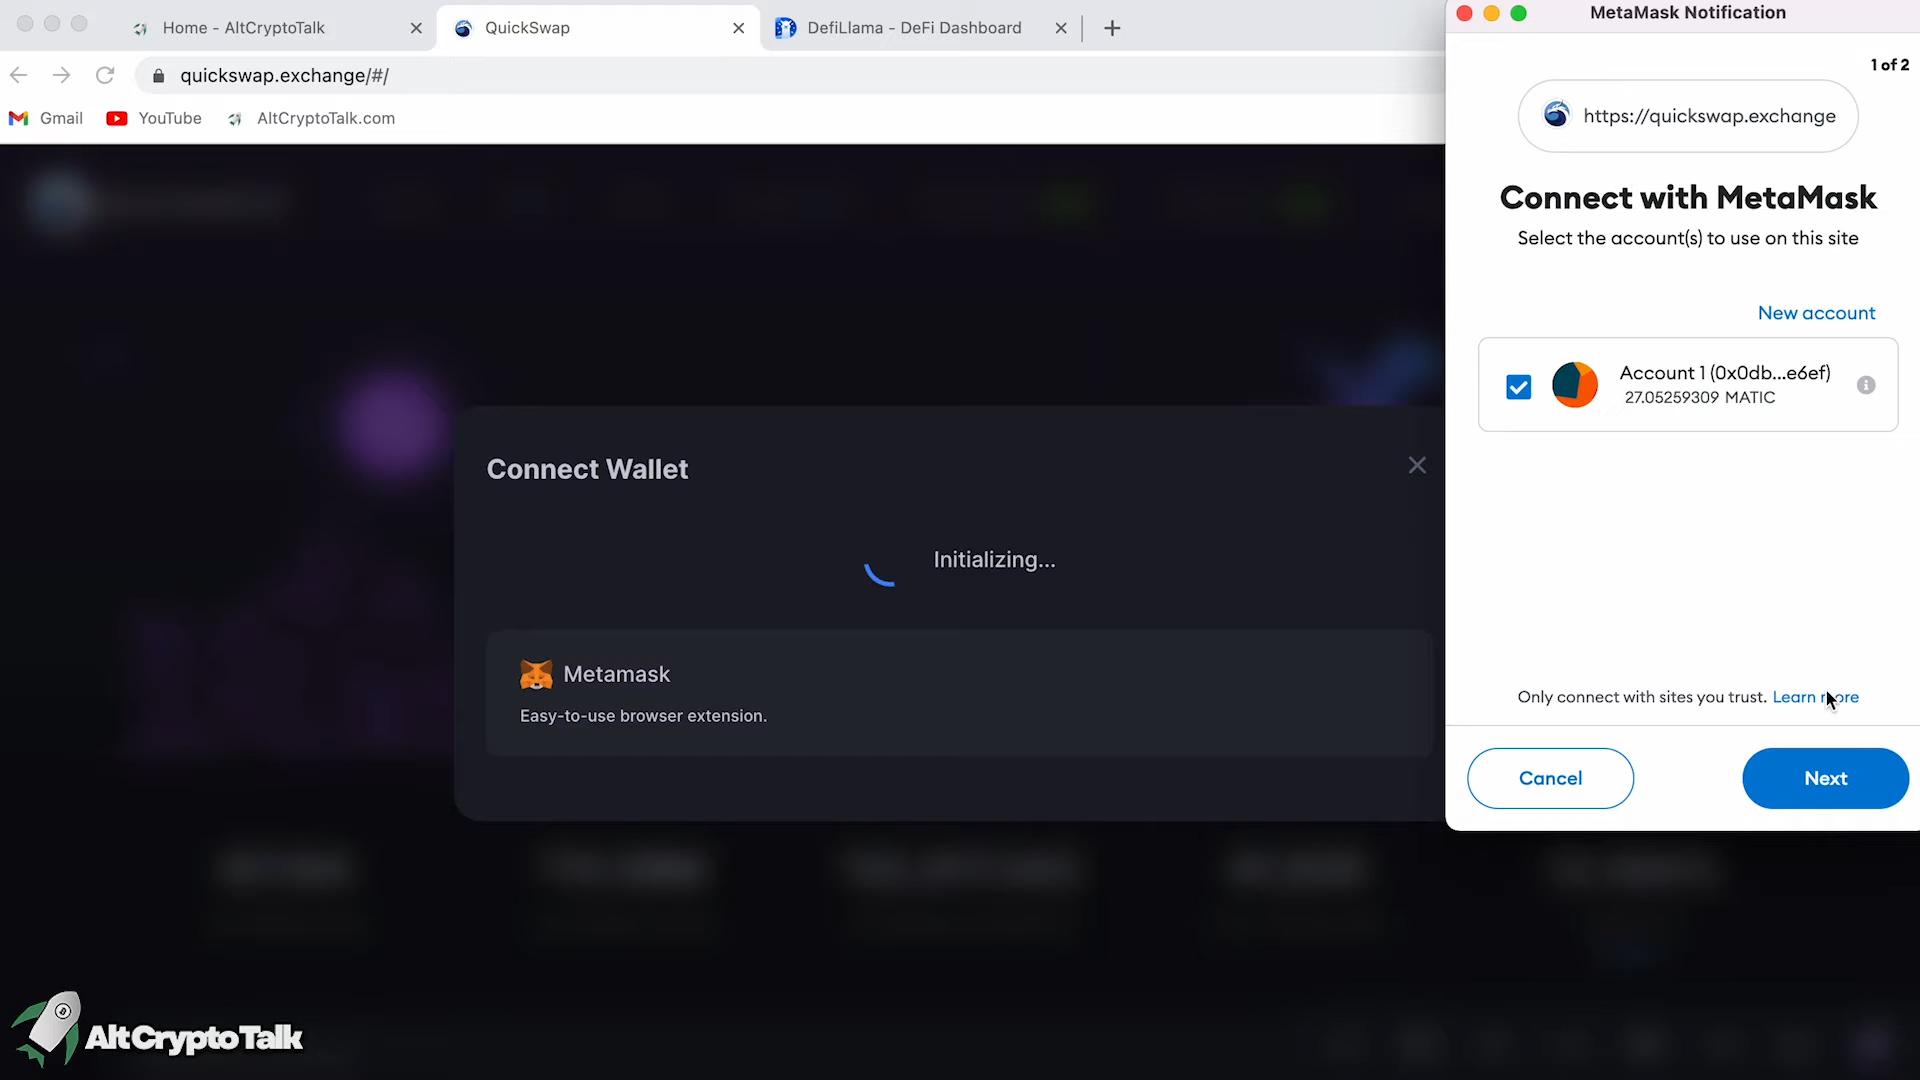 Home - AltCryptoTalk
QuickSwap
DefiLlama - DeFi Dashboard
quickswap.exchange/#/
Gmail
YouTube
AltCryptoTalk.com
Connect Wallet
Initializing...
Metamask
Easy-to-use browser extension.
MetaMask Notification
1 of 2
https://quickswap.exchange
Connect with MetaMask
Select the account(s) to use on this site
New account
Account 1 (0x0db...e6ef)
27.05259309 MATIC
Only connect with sites you trust. Learn more
Cancel
Next
AltCryptoTalk